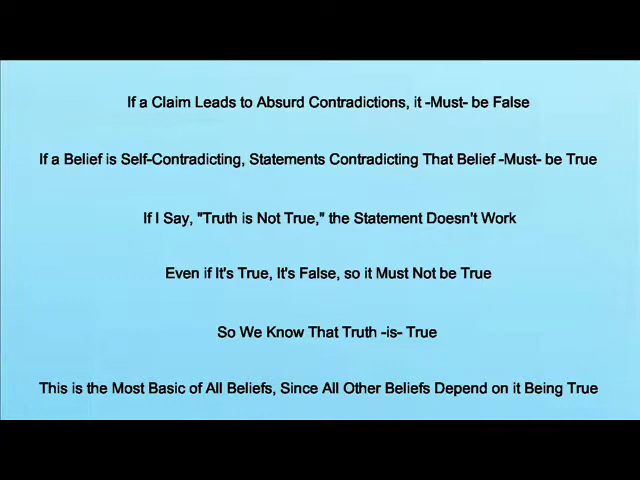 If a Claim Leads to Absurd Contradictions, it -Must- be False
If a Belief is Self-Contradicting, Statements Contradicting That Belief -Must- be True
If I Say, "Truth is Not True," the Statement Doesn't Work
Even if It's True, It's False, so it Must Not be True
So We Know That Truth -is- True
This is the Most Basic of All Beliefs, Since All Other Beliefs Depend on it Being True